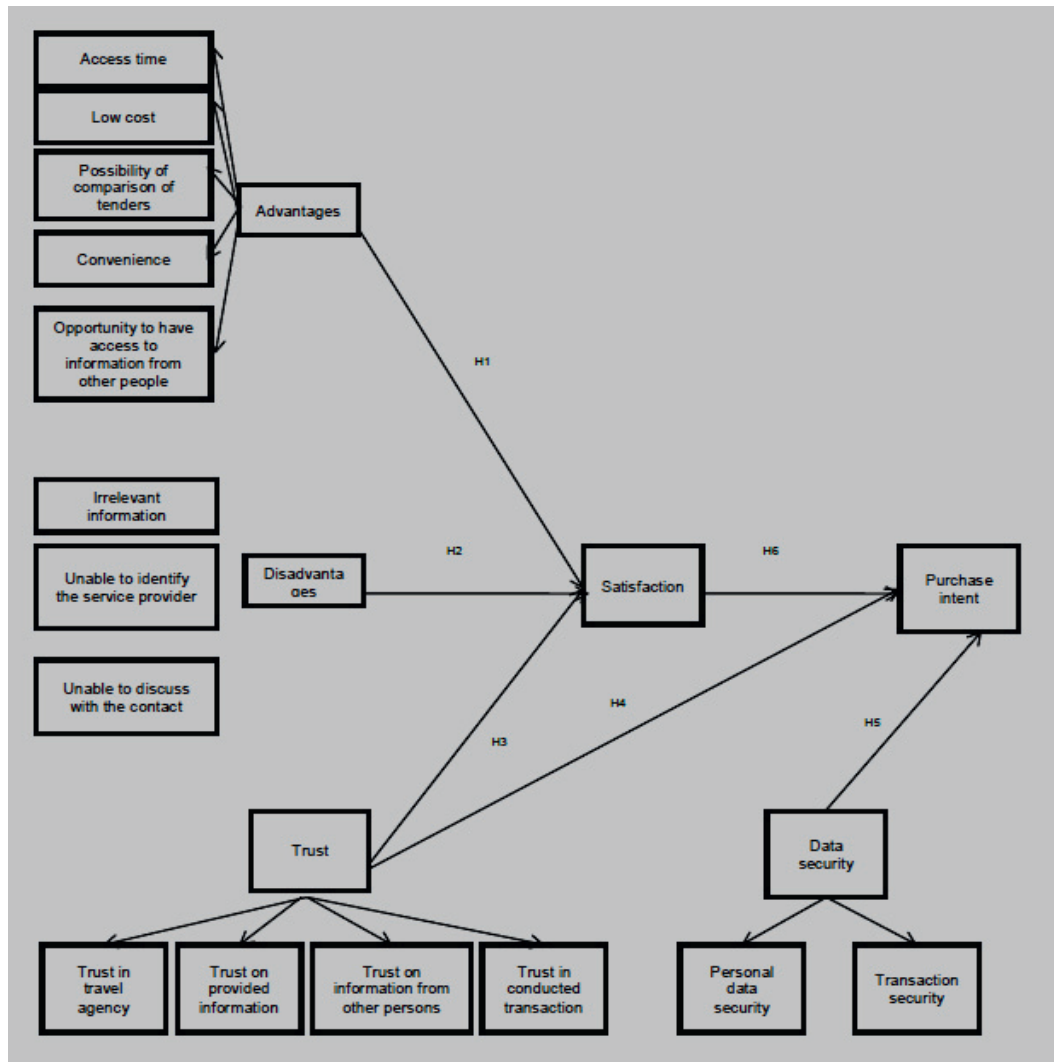 Access time
Low cost
Possibility of
comparison of
tenders
Advantages
Convenience
Opportunity to have
access to
information from
other people
H1
Irrelevant
information
Unable to identify
the service provider
Disadvanta
ges
H2
Satisfaction
H6
Purchase
intent
Unable to discuss
with the contact
H3
H4
H5
Trust
Data
security
Trust in
travel
agency
Trust on
provided
information
Trust on
information from
other persons
Trust in
conducted
transaction
Personal
data
security
Transaction
security